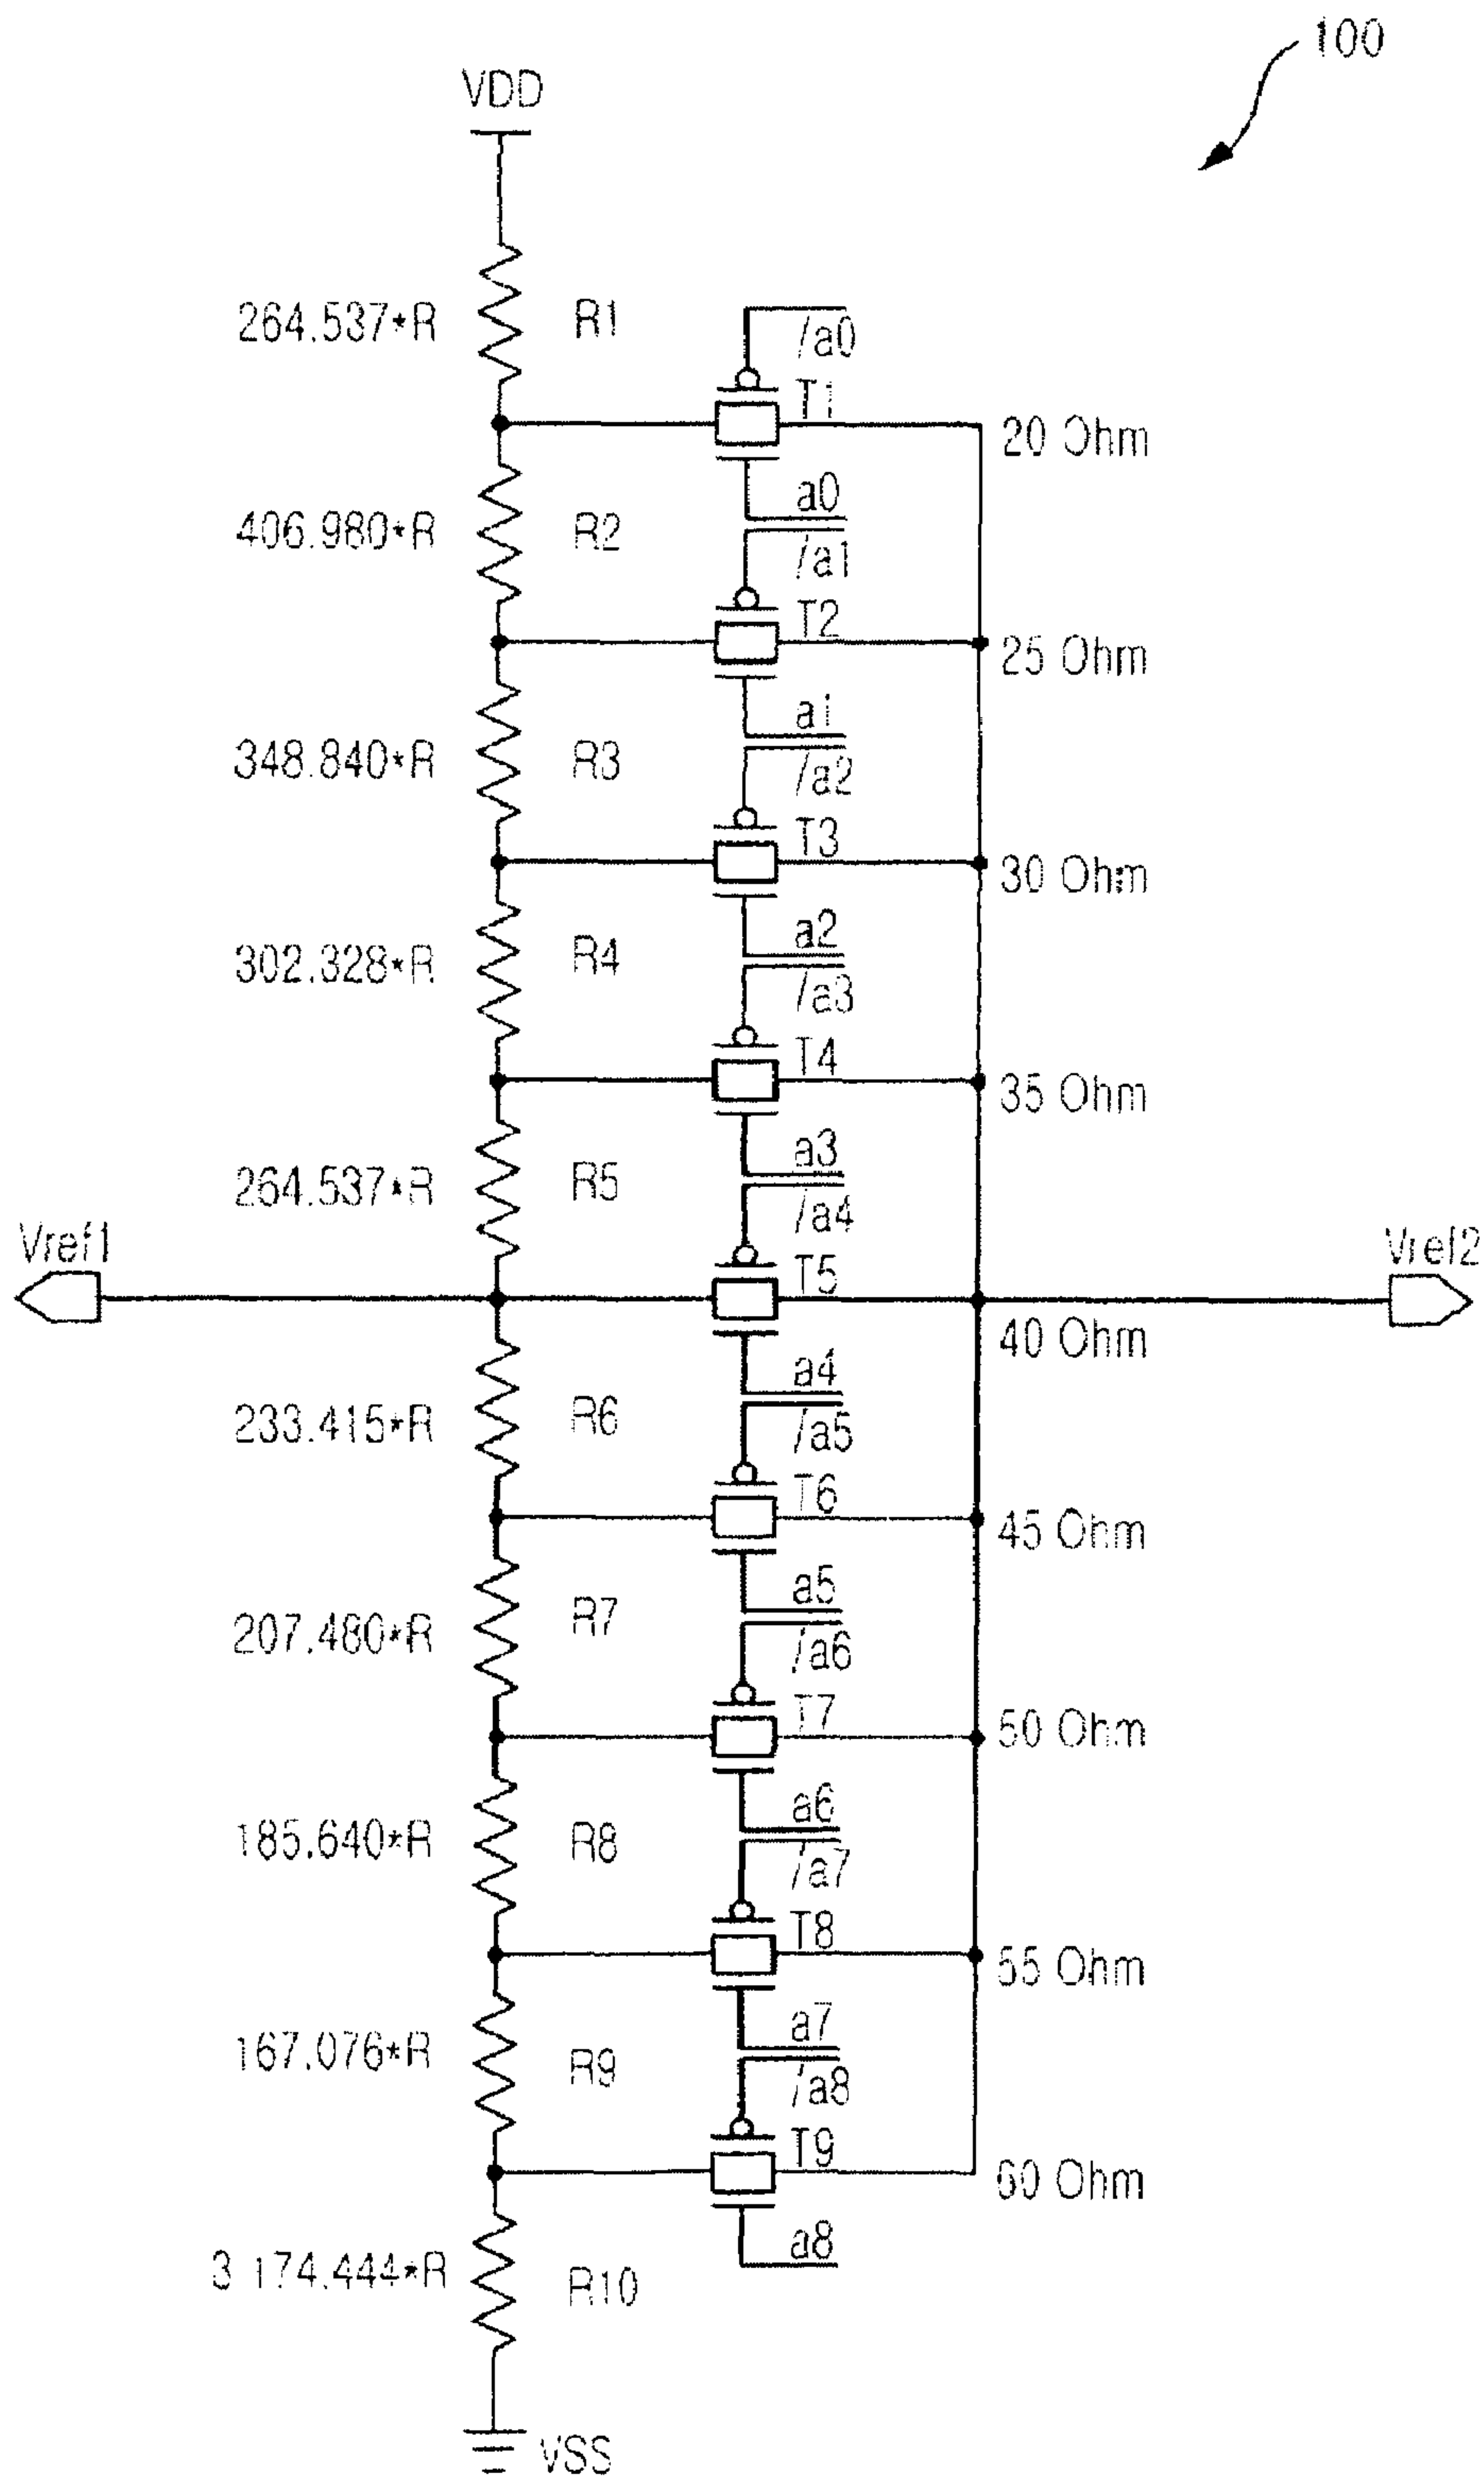 100
VDD
264.537*R R1
/a0
T1
20 Ohm
a0
406.980*R R2
/a1
T2
25 Ohm
a1
348.840*R R3
/a2
T3
30 Ohm
a2
302.328*R R4
/a3
T4
35 Ohm
a3
264.537*R R5
/a4
Vref1
Vref2
T5
40 Ohm
a4
233.415*R R6
/a5
T6
45 Ohm
a5
207.480*R R7
/a6
T7
50 Ohm
a6
185.640*R R8
/a7
T8
55 Ohm
a7
167.076*R R9
/a8
T9
60 Ohm
a8
3 174.444*R R10
VSS